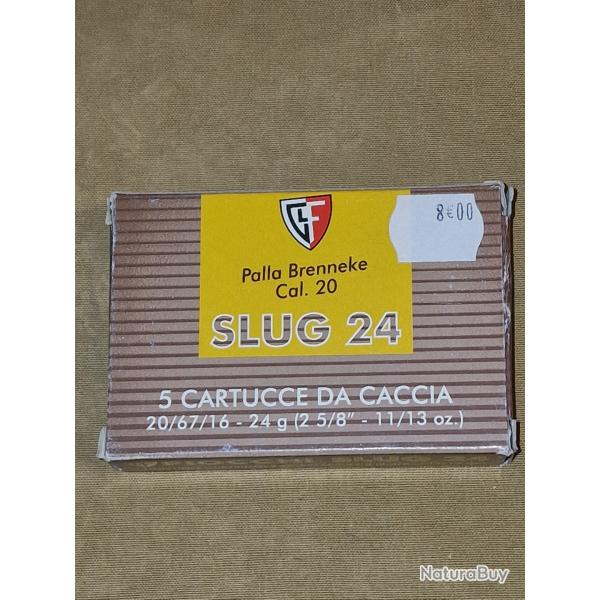 8€00
GLF
Palla Brenneke
Cal. 20
SLUG 24
5 CARTUCCE DA CACCIA
20/67/16 - 24 g (2 5/8" - 11/13 oz.)
NaturaBuy